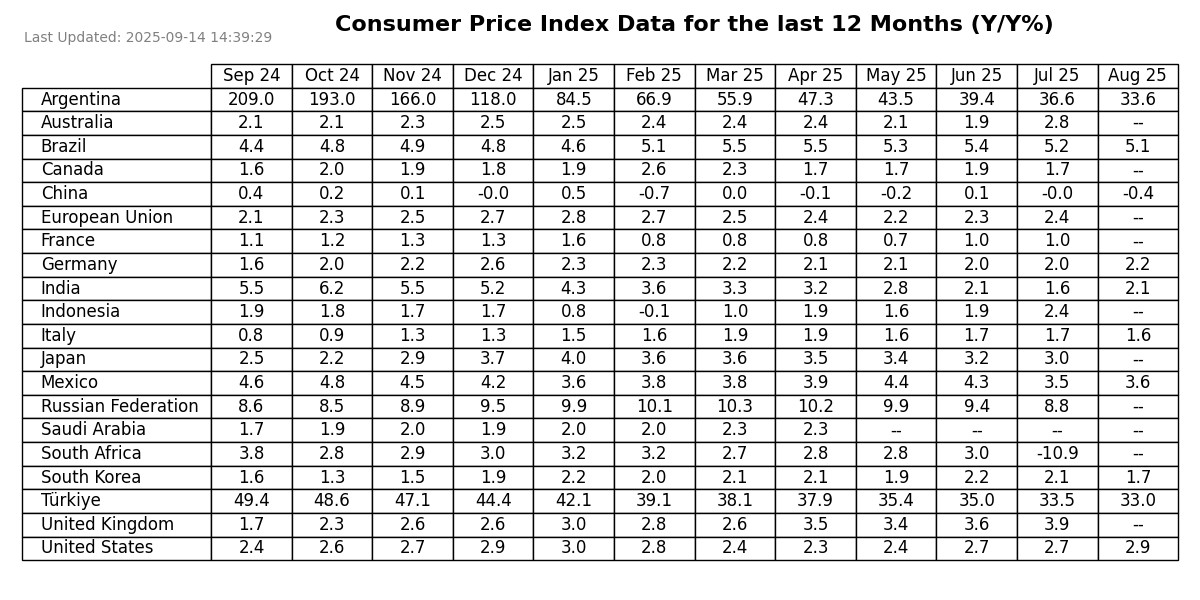 Consumer Price Index Data for the last 12 Months (Y/Y%)
Last Updated: 2025-09-14 14:39:29
Sep 24 Oct 24 Nov 24 Dec 24 Jan 25 Feb 25 Mar 25 Apr 25 May 25 Jun 25 Jul 25 Aug 25
Argentina 209.0 193.0 166.0 118.0 84.5 66.9 55.9 47.3 43.5 39.4 36.6 33.6
Australia 2.1 2.1 2.3 2.5 2.5 2.4 2.4 2.4 2.1 1.9 2.8 --
Brazil 4.4 4.8 4.9 4.8 4.6 5.1 5.5 5.5 5.3 5.4 5.2 5.1
Canada 1.6 2.0 1.9 1.8 1.9 2.6 2.3 1.7 1.7 1.9 1.7 --
China 0.4 0.2 0.1 -0.0 0.5 -0.7 0.0 -0.1 -0.2 0.1 -0.0 -0.4
European Union 2.1 2.3 2.5 2.7 2.8 2.7 2.5 2.4 2.2 2.3 2.4 --
France 1.1 1.2 1.3 1.3 1.6 0.8 0.8 0.8 0.7 1.0 1.0 --
Germany 1.6 2.0 2.2 2.6 2.3 2.3 2.2 2.1 2.1 2.0 2.0 2.2
India 5.5 6.2 5.5 5.2 4.3 3.6 3.3 3.2 2.8 2.1 1.6 2.1
Indonesia 1.9 1.8 1.7 1.7 0.8 -0.1 1.0 1.9 1.6 1.9 2.4 --
Italy 0.8 0.9 1.3 1.3 1.5 1.6 1.9 1.9 1.6 1.7 1.7 1.6
Japan 2.5 2.2 2.9 3.7 4.0 3.6 3.6 3.5 3.4 3.2 3.0 --
Mexico 4.6 4.8 4.5 4.2 3.6 3.8 3.8 3.9 4.4 4.3 3.5 3.6
Russian Federation 8.6 8.5 8.9 9.5 9.9 10.1 10.3 10.2 9.9 9.4 8.8 --
Saudi Arabia 1.7 1.9 2.0 1.9 2.0 2.0 2.3 2.3 -- -- -- --
South Africa 3.8 2.8 2.9 3.0 3.2 3.2 2.7 2.8 2.8 3.0 -10.9 --
South Korea 1.6 1.3 1.5 1.9 2.2 2.0 2.1 2.1 1.9 2.2 2.1 1.7
Türkiye 49.4 48.6 47.1 44.4 42.1 39.1 38.1 37.9 35.4 35.0 33.5 33.0
United Kingdom 1.7 2.3 2.6 2.6 3.0 2.8 2.6 3.5 3.4 3.6 3.9 --
United States 2.4 2.6 2.7 2.9 3.0 2.8 2.4 2.3 2.4 2.7 2.7 2.9